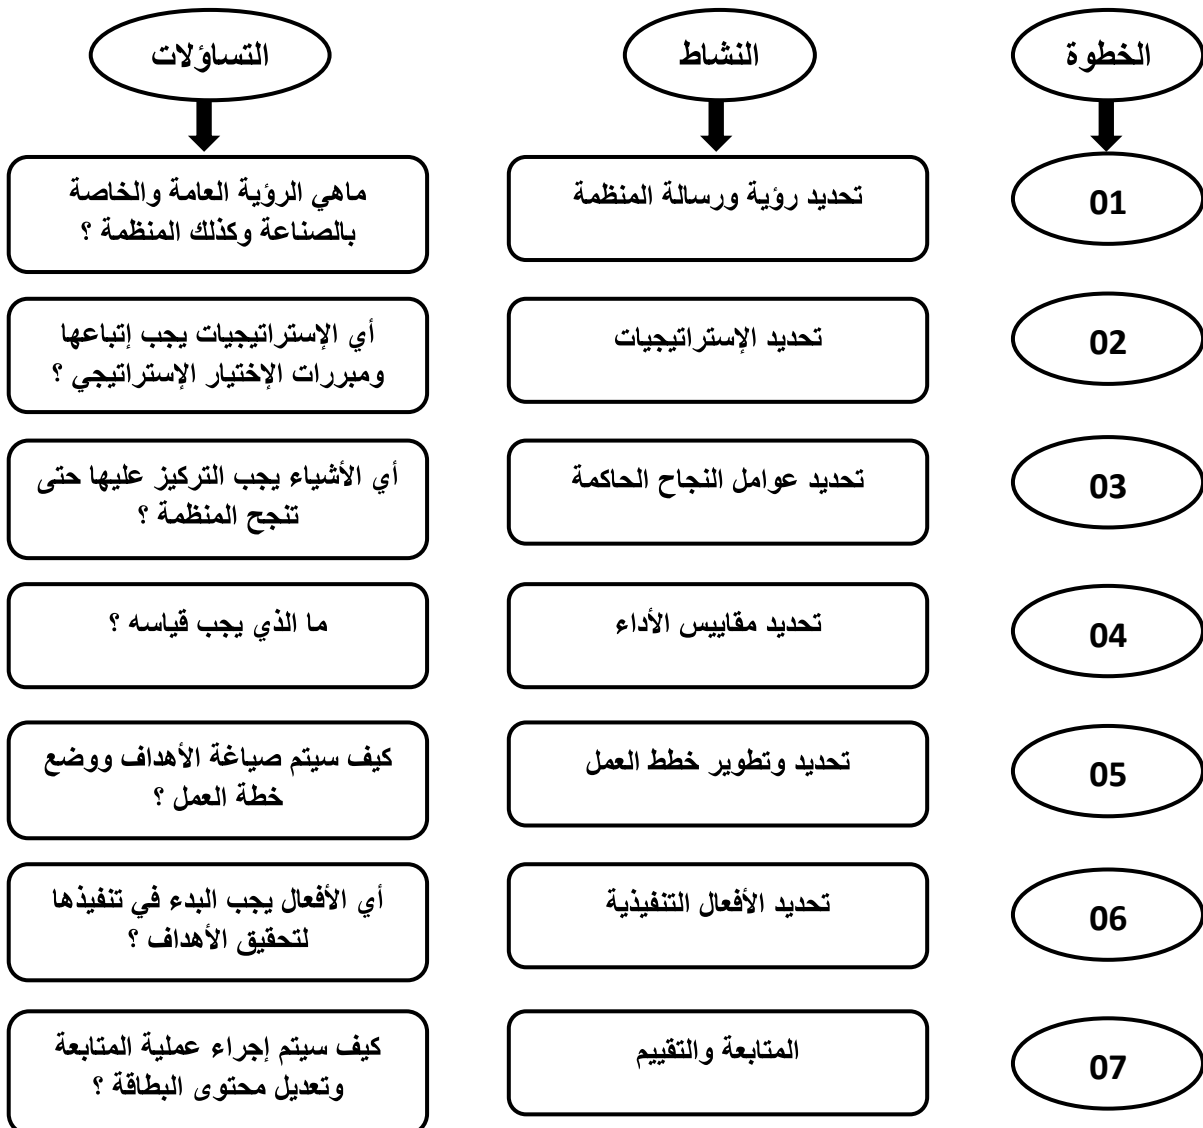 الخطوة
النشاط
التساؤلات
01
تحديد رؤية ورسالة المنظمة
ماهي الرؤية العامة والخاصة
بالصناعة وكذلك المنظمة ؟
02
تحديد الإستراتيجيات
أي الإستراتيجيات يجب إتباعها
ومبررات الإختيار الإستراتيجي ؟
03
تحديد عوامل النجاح الحاكمة
أي الأشياء يجب التركيز عليها حتى
تنجح المنظمة ؟
04
تحديد مقاييس الأداء
ما الذي يجب قياسه ؟
05
تحديد وتطوير خطط العمل
كيف سيتم صياغة الأهداف ووضع
خطة العمل ؟
06
تحديد الأفعال التنفيذية
أي الأفعال يجب البدء في تنفيذها
لتحقيق الأهداف ؟
07
المتابعة والتقييم
كيف سيتم إجراء عملية المتابعة
وتعديل محتوى البطاقة ؟